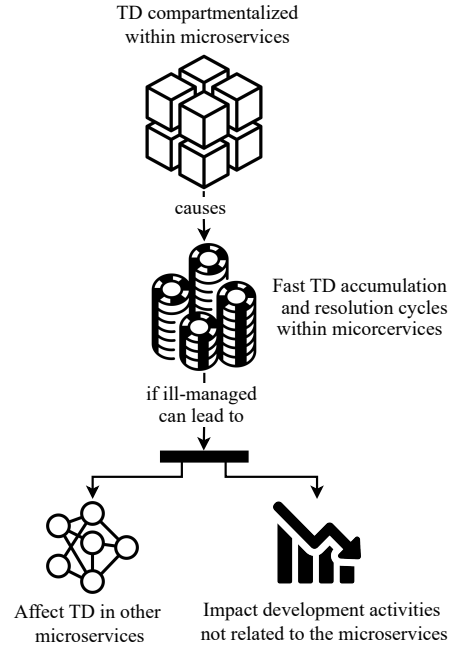 TD compartmentalized
within microservices
causes
Fast TD accumulation
and resolution cycles
within micorcervices
if ill-managed
can lead to
Affect TD in other
microservices
Impact development activities
not related to the microservices